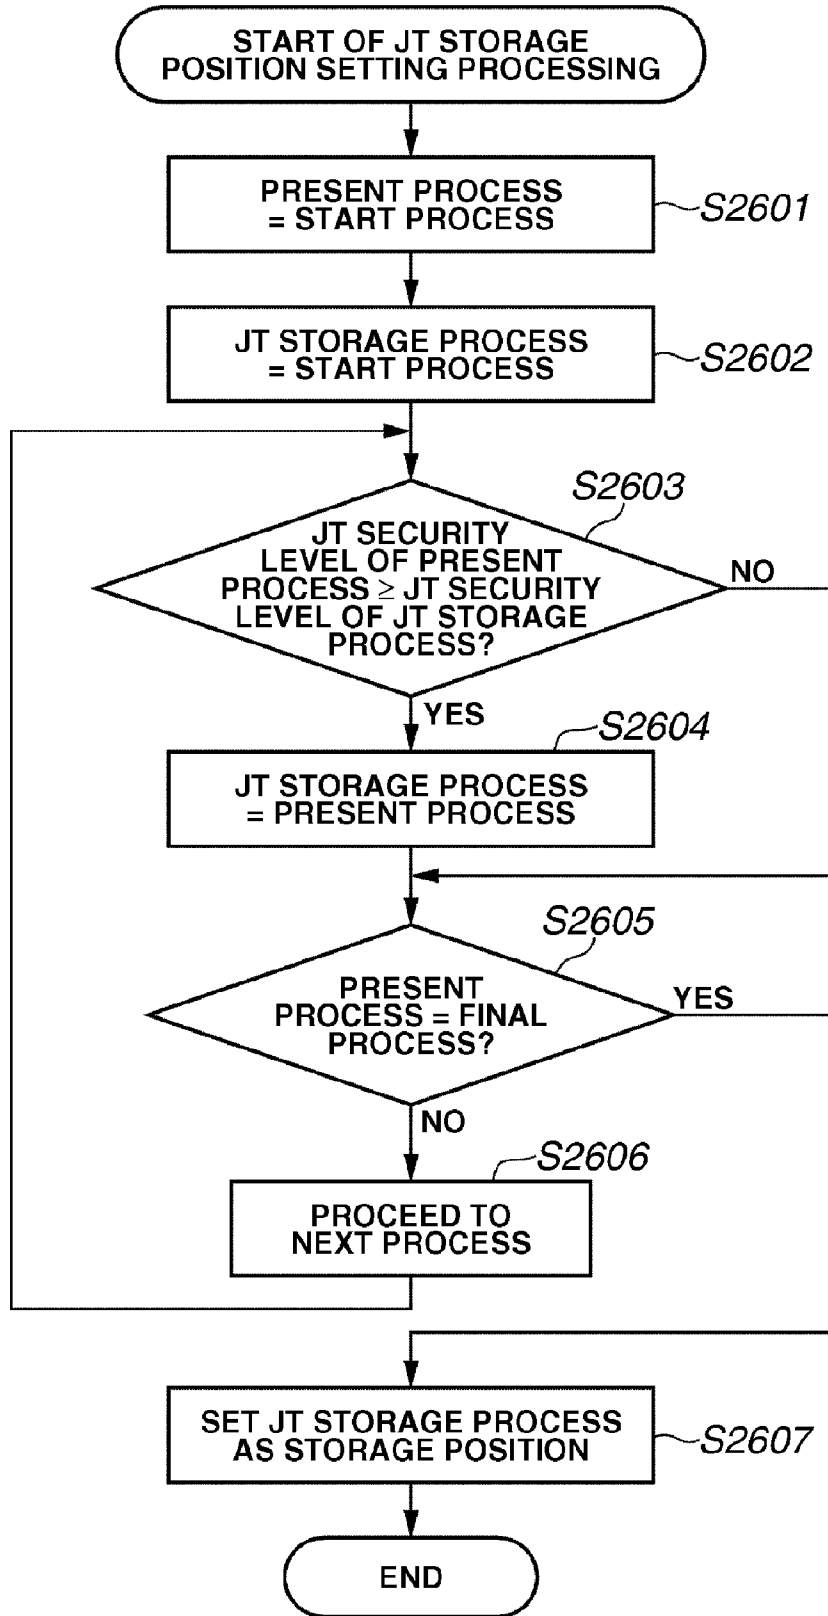 START OF JT STORAGE
POSITION SETTING PROCESSING
PRESENT PROCESS
= START PROCESS
S2601
JT STORAGE PROCESS
= START PROCESS
S2602
S2603
JT SECURITY
LEVEL OF PRESENT
PROCESS ≥ JT SECURITY
LEVEL OF JT STORAGE
PROCESS?
NO
YES
S2604
JT STORAGE PROCESS
= PRESENT PROCESS
S2605
PRESENT
PROCESS = FINAL
PROCESS?
YES
NO
S2606
PROCEED TO
NEXT PROCESS
SET JT STORAGE PROCESS
AS STORAGE POSITION
S2607
END